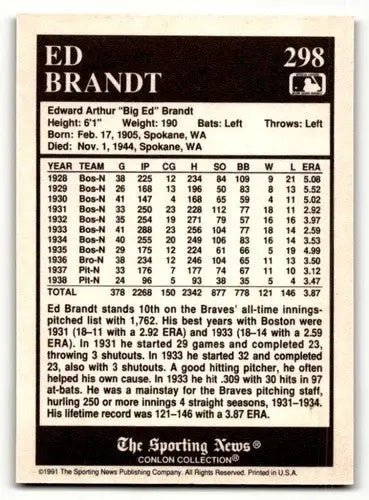 ED
BRANDT
298
Edward Arthur "Big Ed" Brandt
Height: 6'1" Weight: 190 Bats: Left Throws: Left
Born: Feb. 17, 1905, Spokane, WA
Died: Nov. 1, 1944, Spokane, WA
YEAR TEAM G IP CG H SO BB W L ERA
1928 Bos-N 38 225 12 234 84 109 9 21 5.08
1929 Bos-N 26 168 13 196 50 83 8 13 5.52
1930 Bos-N 41 147 4 168 65 59 4 11 5.02
1931 Bos-N 33 250 23 228 112 77 18 11 2.92
1932 Bos-N 35 254 19 271 79 57 16 16 3.97
1933 Bos-N 41 288 23 256 104 77 18 14 2.59
1934 Bos-N 40 255 20 249 106 83 16 14 3.53
1935 Bos-N 29 175 12 224 61 66 5 19 4.99
1936 Bro-N 38 234 12 246 104 65 11 13 3.50
1937 Pit-N 33 176 7 177 74 67 11 10 3.12
1938 Pit-N 24 96 5 93 38 35 5 4 3.47
TOTAL 378 2268 150 2342 877 778 121 146 3.87
Ed Brandt stands 10th on the Braves' all-time innings-
pitched list with 1,762. His best years with Boston were
1931 (18–11 with a 2.92 ERA) and 1933 (18–14 with a 2.59
ERA). In 1931 he started 29 games and completed 23,
throwing 3 shutouts. In 1933 he started 32 and completed
23, also with 3 shutouts. A good hitting pitcher, he often
helped his own cause. In 1933 he hit .309 with 30 hits in 97
at-bats. He was a mainstay for the Braves pitching staff,
hurling 250 or more innings 4 straight seasons, 1931–1934.
His lifetime record was 121–146 with a 3.87 ERA.
The Sporting News®
CONLON COLLECTION®
©1991 The Sporting News Publishing Company. All Rights Reserved. Printed in U.S.A.